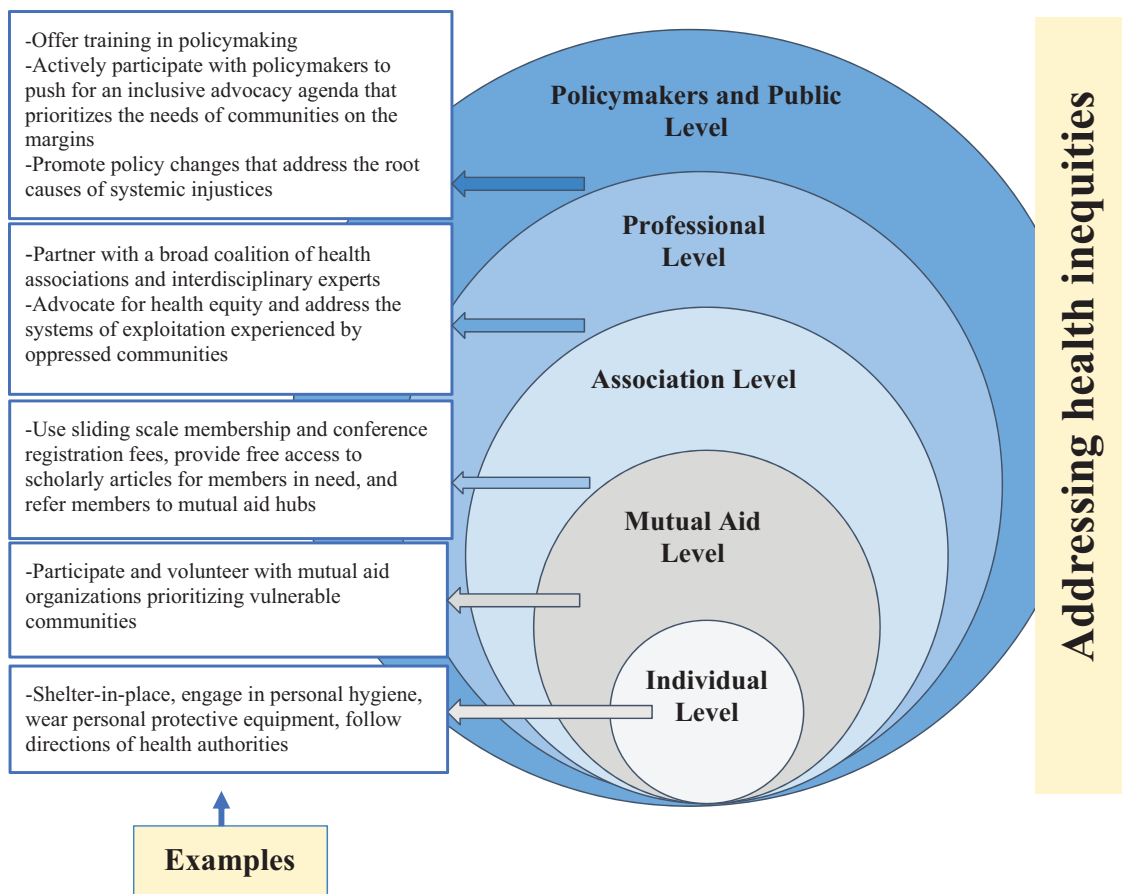 -Offer training in policymaking
-Actively participate with policymakers to
push for an inclusive advocacy agenda that
prioritizes the needs of communities on the
margins
-Promote policy changes that address the root
causes of systemic injustices
Policymakers and Public
Level
-Partner with a broad coalition of health
associations and interdisciplinary experts
-Advocate for health equity and address the
systems of exploitation experienced by
oppressed communities
Professional
Level
-Use sliding scale membership and conference
registration fees, provide free access to
scholarly articles for members in need, and
refer members to mutual aid hubs
Association Level
-Participate and volunteer with mutual aid
organizations prioritizing vulnerable
communities
Mutual Aid
Level
-Shelter-in-place, engage in personal hygiene,
wear personal protective equipment, follow
directions of health authorities
Individual
Level
Examples
Addressing health inequities